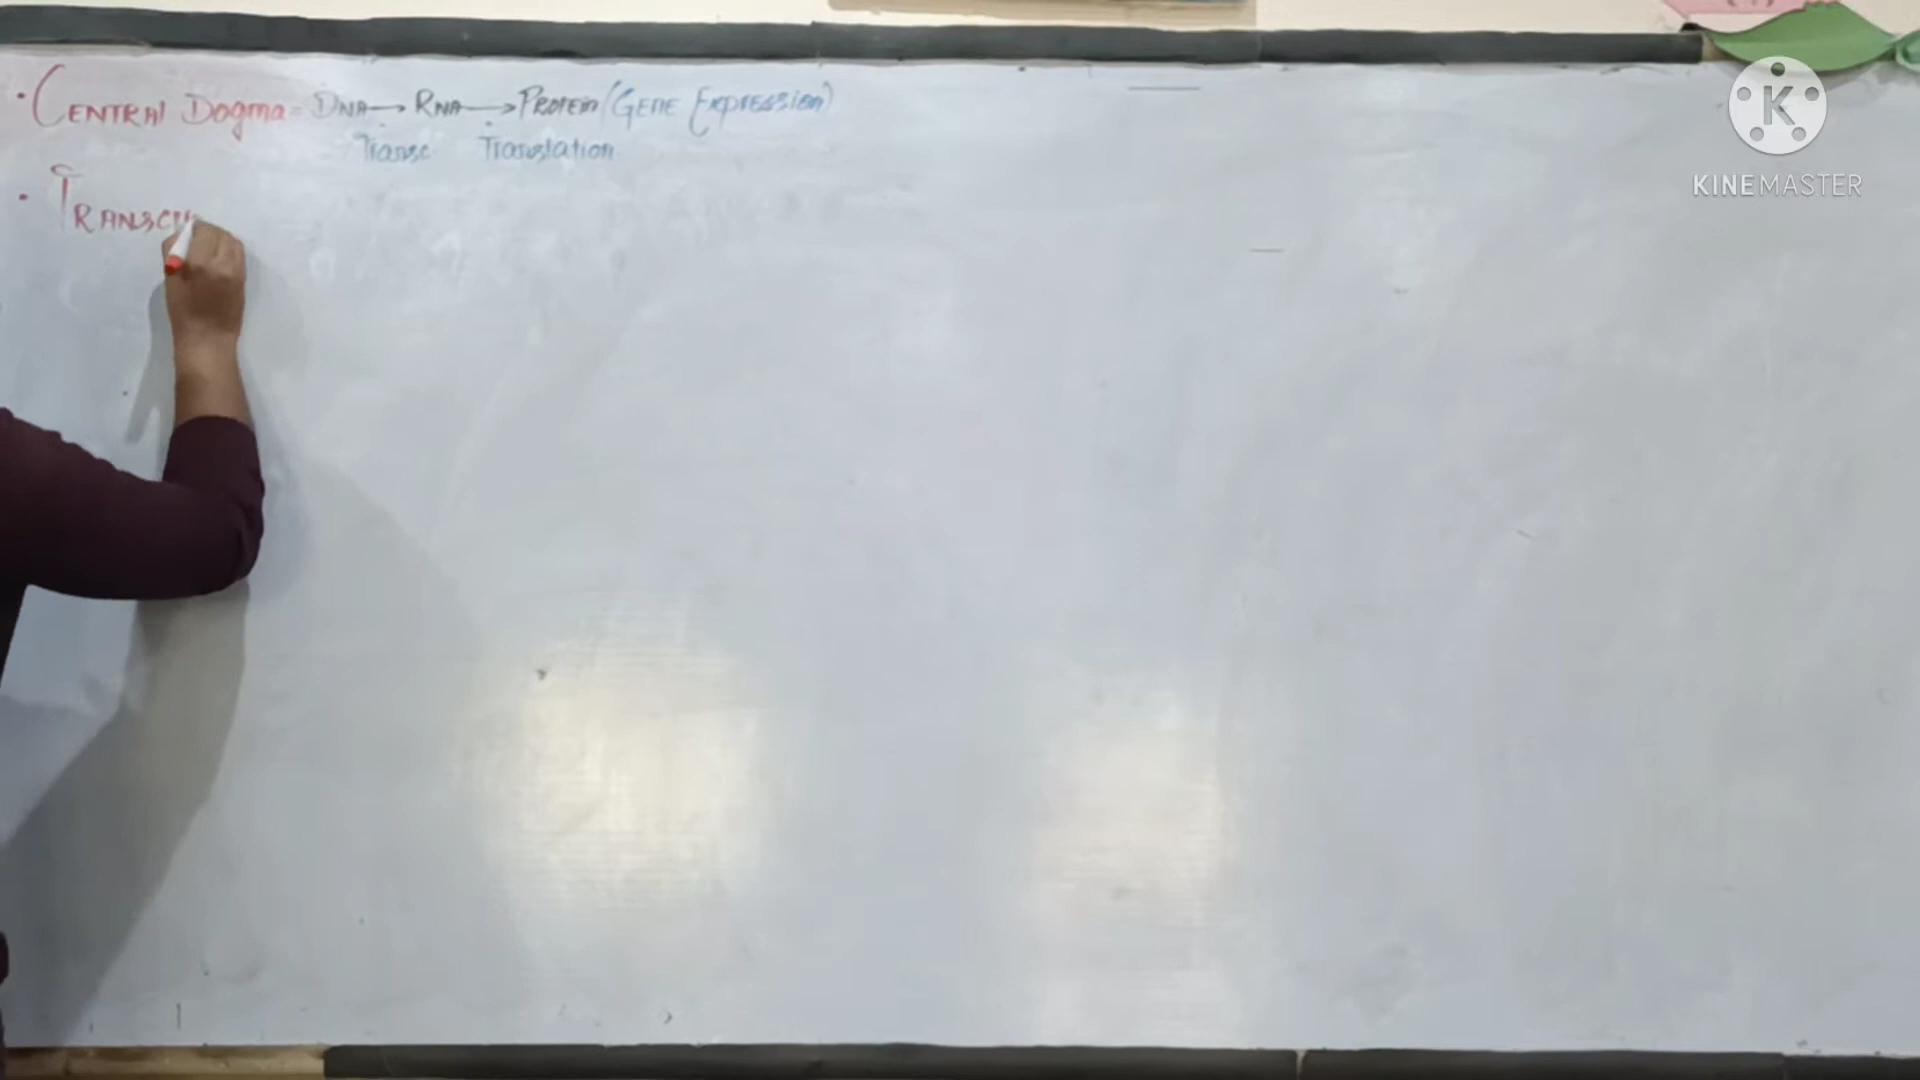 • CENTRAL Dogma = DNA → RNA → PROTEIN (GENE Expression)
Transc Translation
• TRANSCRI
KINEMASTER